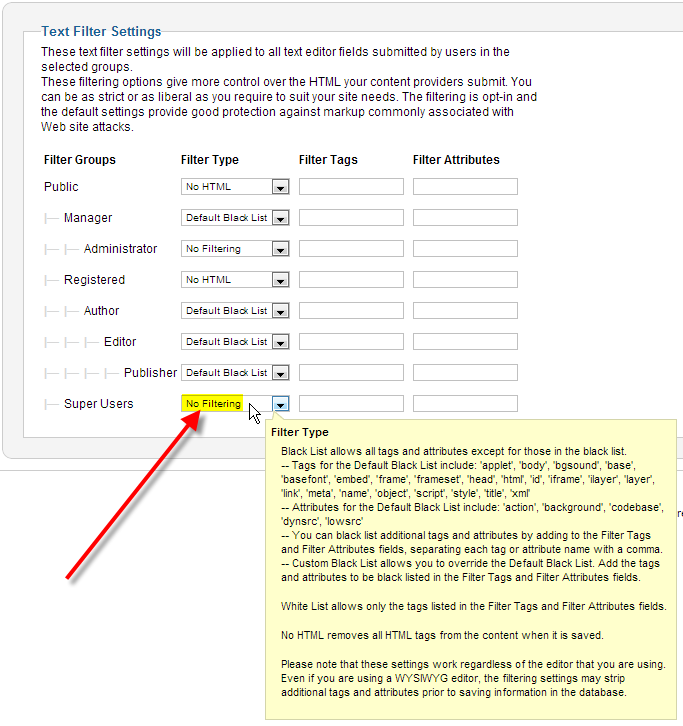 Text Filter Settings
These text filter settings will be applied to all text editor fields submitted by users in the
selected groups.
These filtering options give more control over the HTML your content providers submit. You
can be as strict or as liberal as you require to suit your site needs. The filtering is opt-in and
the default settings provide good protection against markup commonly associated with
Web site attacks.
Filter Groups Filter Type Filter Tags Filter Attributes
Public No HTML
Manager Default Black List
Administrator No Filtering
Registered No HTML
Author Default Black List
Editor Default Black List
Publisher Default Black List
Super Users No Filtering
Filter Type
Black List allows all tags and attributes except for those in the black list.
-- Tags for the Default Black List include: 'applet', 'body', 'bgsound', 'base',
'basefont', 'embed', 'frame', 'frameset', 'head', 'html', 'id', 'iframe', 'ilayer', 'layer',
'link', 'meta', 'name', 'object', 'script', 'style', 'title', 'xml'
-- Attributes for the Default Black List include: 'action', 'background', 'codebase',
'dynsrc', 'lowsrc'
-- You can black list additional tags and attributes by adding to the Filter Tags
and Filter Attributes fields, separating each tag or attribute name with a comma.
-- Custom Black List allows you to override the Default Black List. Add the tags
and attributes to be black listed in the Filter Tags and Filter Attributes fields.
White List allows only the tags listed in the Filter Tags and Filter Attributes fields.
No HTML removes all HTML tags from the content when it is saved.
Please note that these settings work regardless of the editor that you are using.
Even if you are using a WYSIWYG editor, the filtering settings may strip
additional tags and attributes prior to saving information in the database.